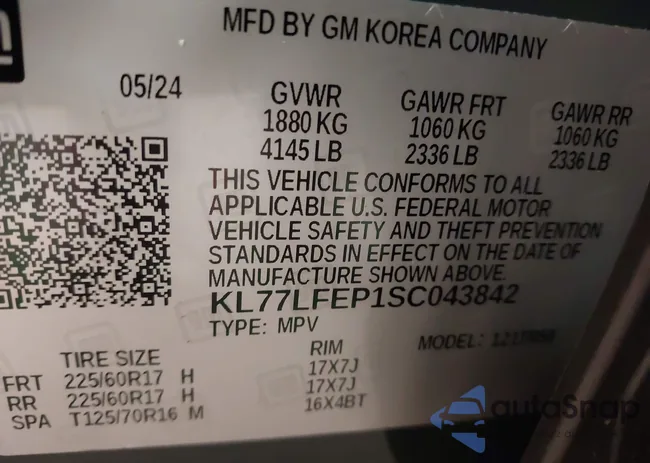 MFD BY GM KOREA COMPANY
05/24
GVWR GAWR FRT GAWR RR
1880 KG 1060 KG 1060 KG
4145 LB 2336 LB 2336 LB
THIS VEHICLE CONFORMS TO ALL
APPLICABLE U.S. FEDERAL MOTOR
VEHICLE SAFETY AND THEFT PREVENTION
STANDARDS IN EFFECT ON THE DATE OF
MANUFACTURE SHOWN ABOVE.
KL77LFEP1SC043842
TYPE: MPV MODEL:
TIRE SIZE RIM
FRT 225/60R17 H 17X7J
RR 225/60R17 H 17X7J
SPA T125/70R16 M 16X4BT
autoSnap